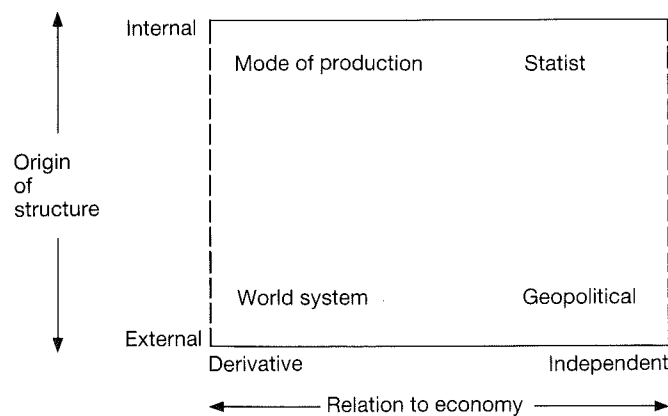 Internal
Mode of production Statist
Origin
of
structure
World system Geopolitical
External
Derivative Independent
Relation to economy